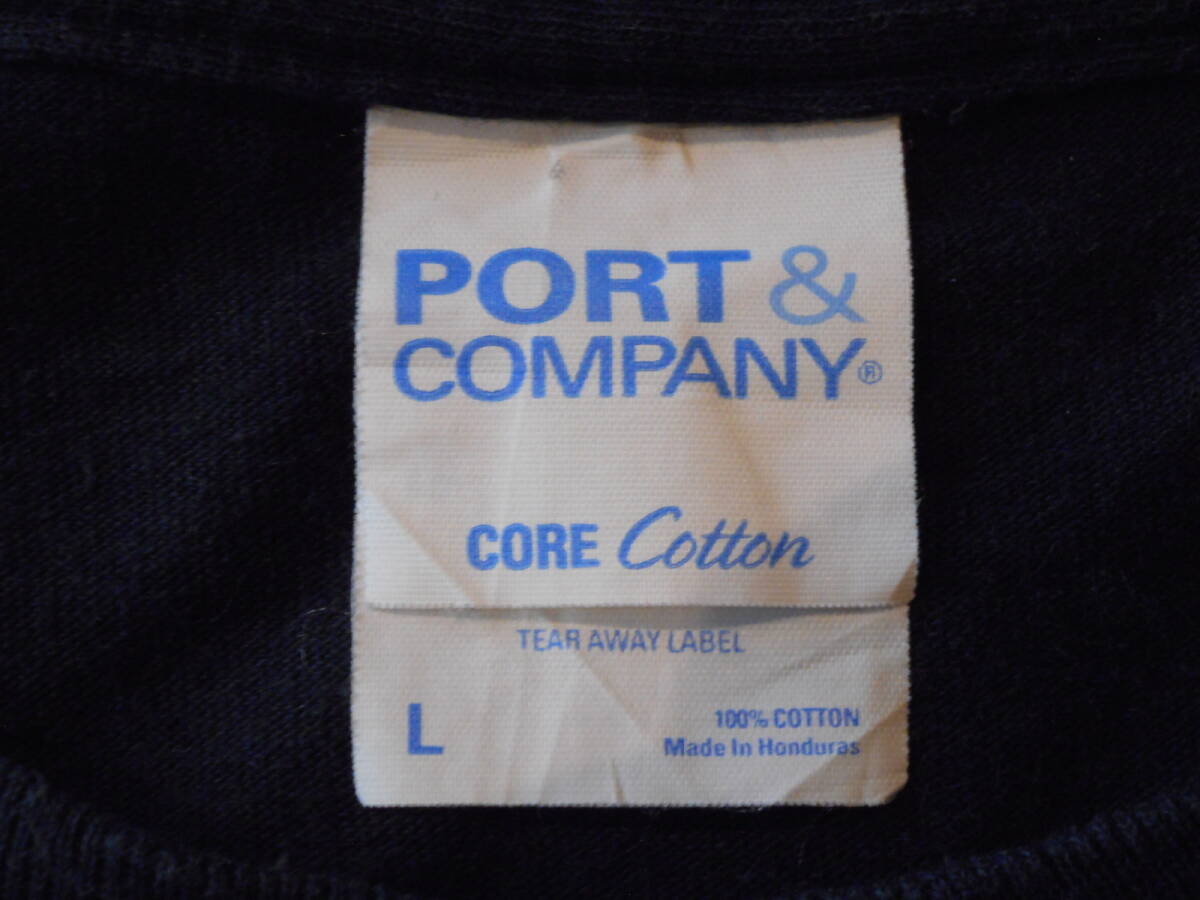 PORT &
COMPANY®
CORE Cotton
TEAR AWAY LABEL
L
100% COTTON
Made In Honduras